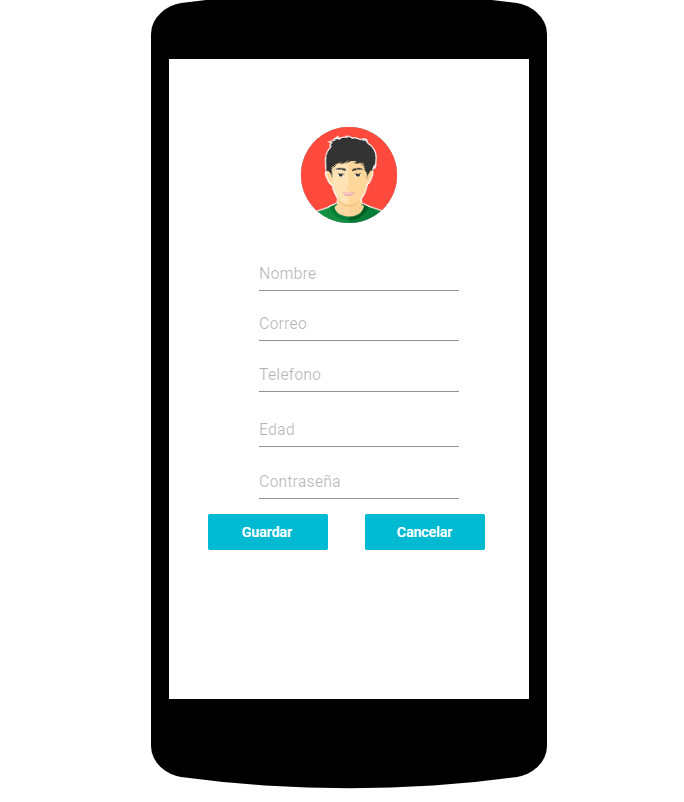 Nombre
Correo
Telefono
Edad
Contraseña
Guardar Cancelar